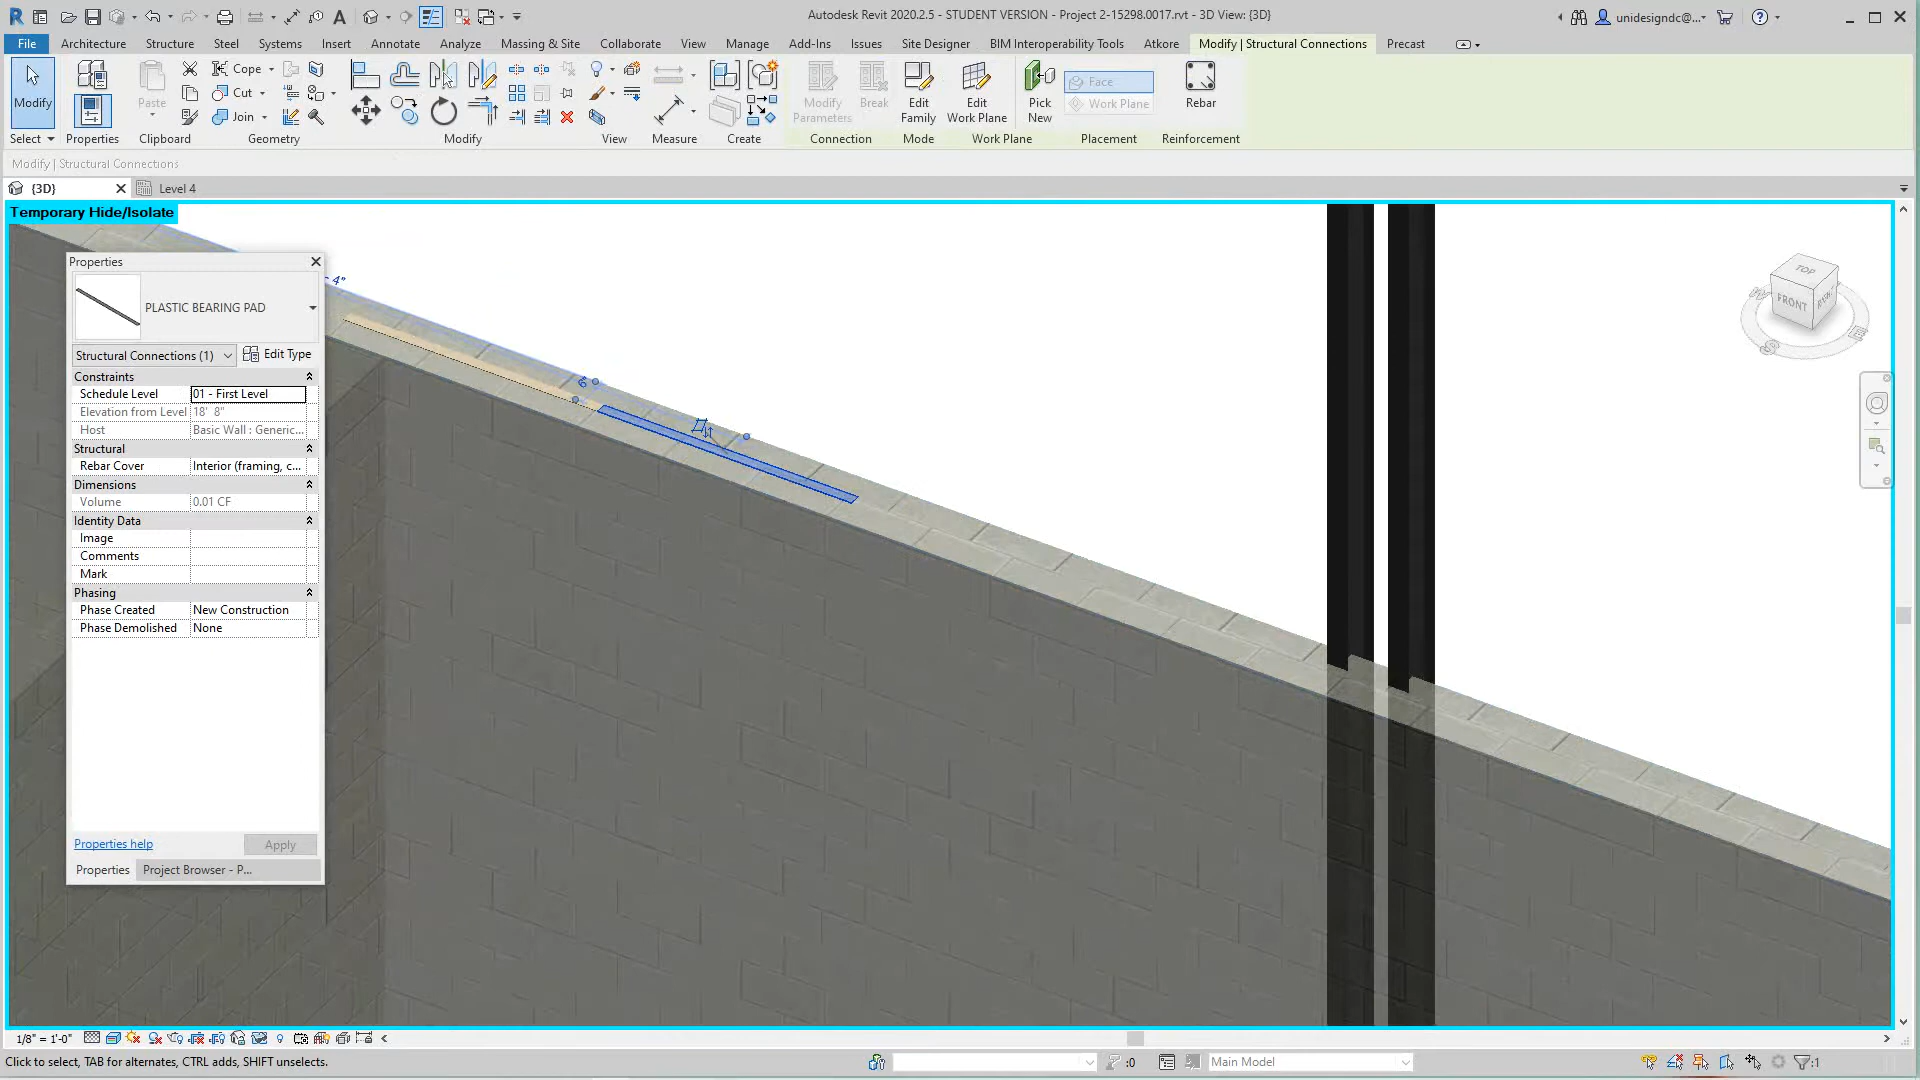 Autodesk Revit 2020.2.5 - STUDENT VERSION - Project 2-15298.0017.rvt - 3D View: {3D}
unidesigndc@...
File Architecture Structure Steel Systems Insert Annotate Analyze Massing & Site Collaborate View Manage Add-Ins Issues Site Designer BIM Interoperability Tools Atkore Modify | Structural Connections Precast
Modify
Paste
Cope
Cut
Join
Modify Parameters
Break
Edit Family
Edit Work Plane
Pick New
Face
Work Plane
Rebar
Select Properties Clipboard Geometry Modify View Measure Create Connection Mode Work Plane Placement Reinforcement
Modify | Structural Connections
{3D}
Level 4
Temporary Hide/Isolate
Properties
PLASTIC BEARING PAD
Structural Connections (1) Edit Type
Constraints
Schedule Level 01 - First Level
Elevation from Level 18' 8"
Host Basic Wall : Generic...
Structural
Rebar Cover Interior (framing, c...
Dimensions
Volume 0.01 CF
Identity Data
Image
Comments
Mark
Phasing
Phase Created New Construction
Phase Demolished None
Properties help Apply
Properties Project Browser - P...
4"
6"
TOP
FRONT
1/8" = 1'-0"
Click to select, TAB for alternates, CTRL adds, SHIFT unselects.
:0
Main Model
:1